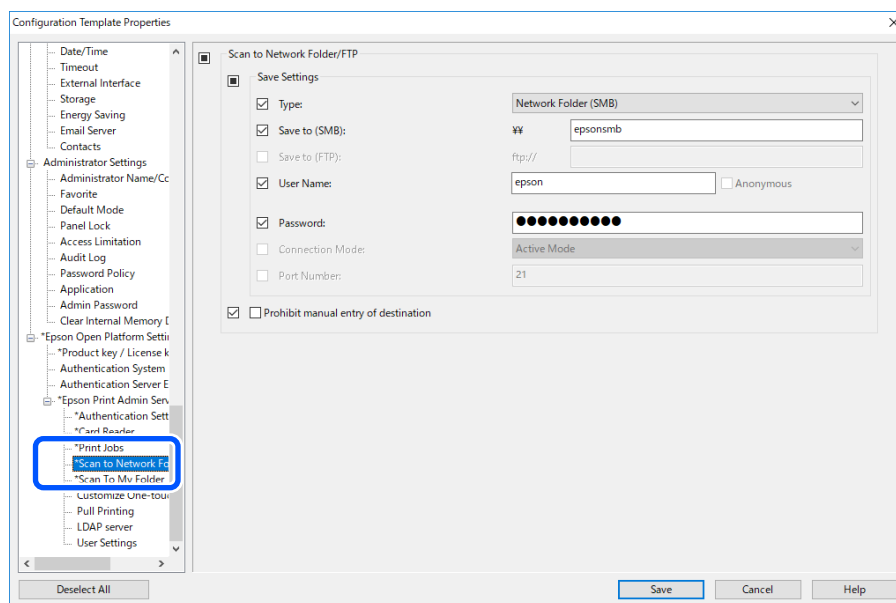 Configuration Template Properties
Date/Time
Timeout
External Interface
Storage
Energy Saving
Email Server
Contacts
Administrator Settings
Administrator Name/Co
Favorite
Default Mode
Panel Lock
Access Limitation
Audit Log
Password Policy
Application
Admin Password
Clear Internal Memory D
*Epson Open Platform Settin
*Product key / License k
Authentication System
Authentication Server E
*Epson Print Admin Serv
*Authentication Sett
*Card Reader
*Print Jobs
*Scan to Network Fo
*Scan To My Folder
Customize One-touc
Pull Printing
LDAP server
User Settings
Scan to Network Folder/FTP
Save Settings
Type: Network Folder (SMB)
Save to (SMB): ¥¥ epsonsmb
Save to (FTP): ftp://
User Name: epson Anonymous
Password: ●●●●●●●●●●
Connection Mode: Active Mode
Port Number: 21
Prohibit manual entry of destination
Deselect All Save Cancel Help